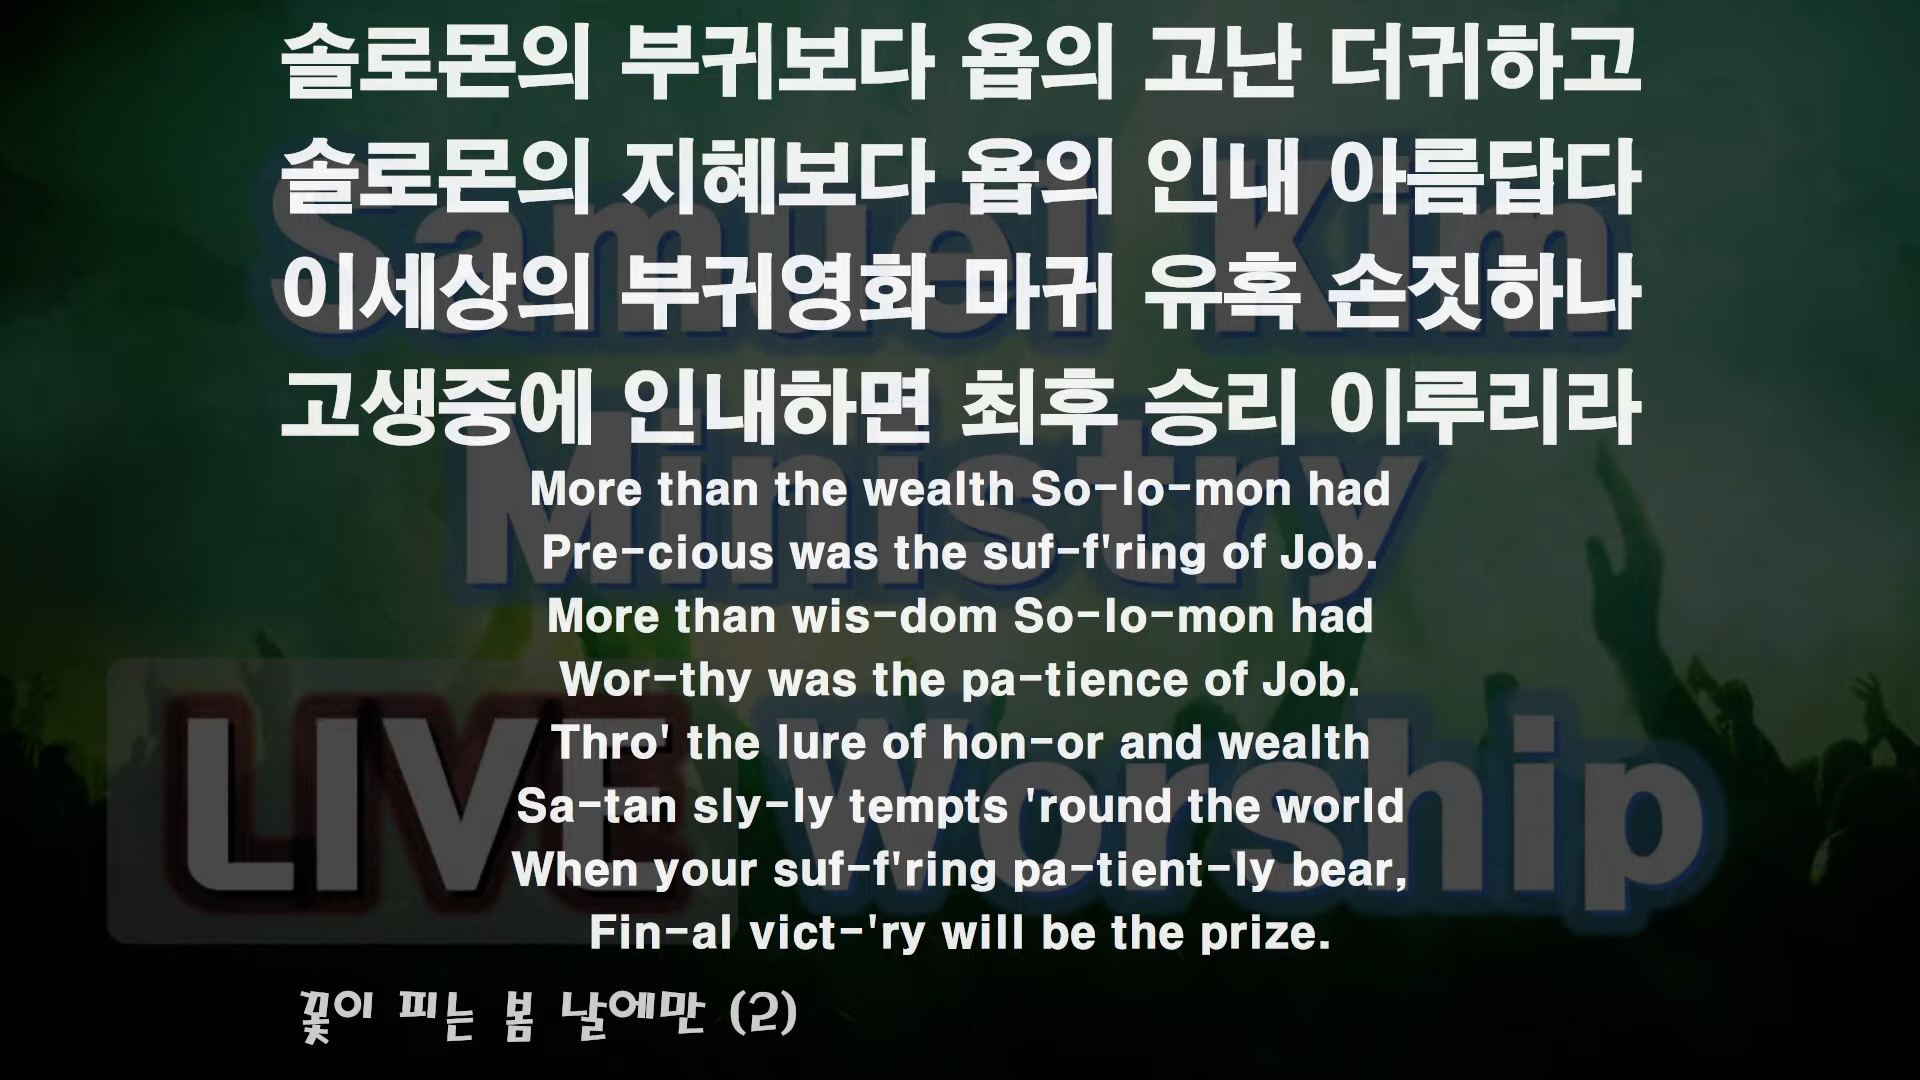 솔로몬의 부귀보다 욥의 고난 더귀하고
솔로몬의 지혜보다 욥의 인내 아름답다
이세상의 부귀영화 마귀 유혹 손짓하나
고생중에 인내하면 최후 승리 이루리라
More than the wealth So-lo-mon had
Pre-cious was the suf-f'ring of Job.
More than wis-dom So-lo-mon had
Wor-thy was the pa-tience of Job.
Thro' the lure of hon-or and wealth
Sa-tan sly-ly tempts 'round the world
When your suf-f'ring pa-tient-ly bear,
Fin-al vict-'ry will be the prize.
꽃이 피는 봄 날에만 (2)
Samuel Kim
Ministry
LIVE Worship